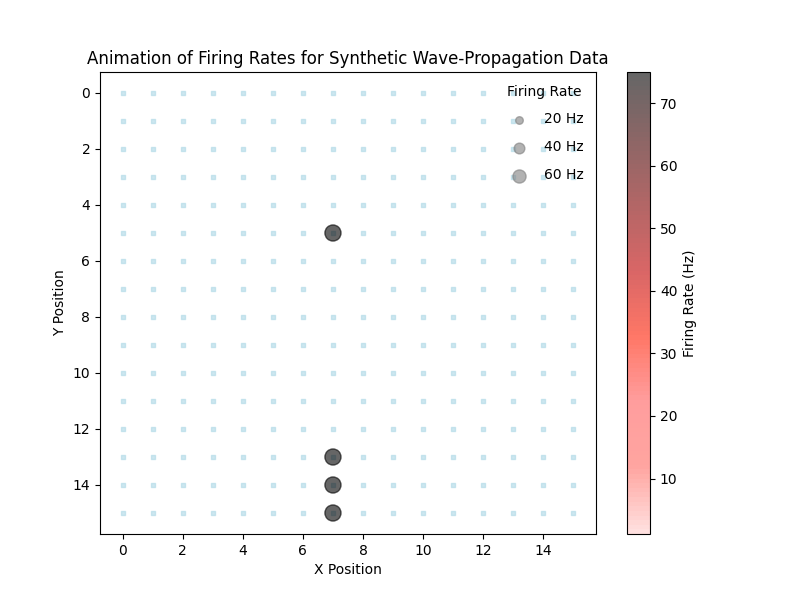 Animation of Firing Rates for Synthetic Wave-Propagation Data
Firing Rate
20 Hz
40 Hz
60 Hz
0
2
4
6
8
10
12
14
Y Position
0 2 4 6 8 10 12 14
X Position
70
60
50
40
30
20
10
Firing Rate (Hz)